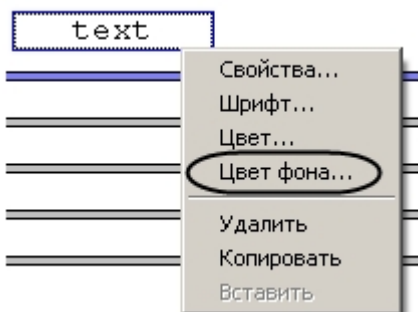 text
Свойства...
Шрифт...
Цвет...
Цвет фона...
Удалить
Копировать
Вставить